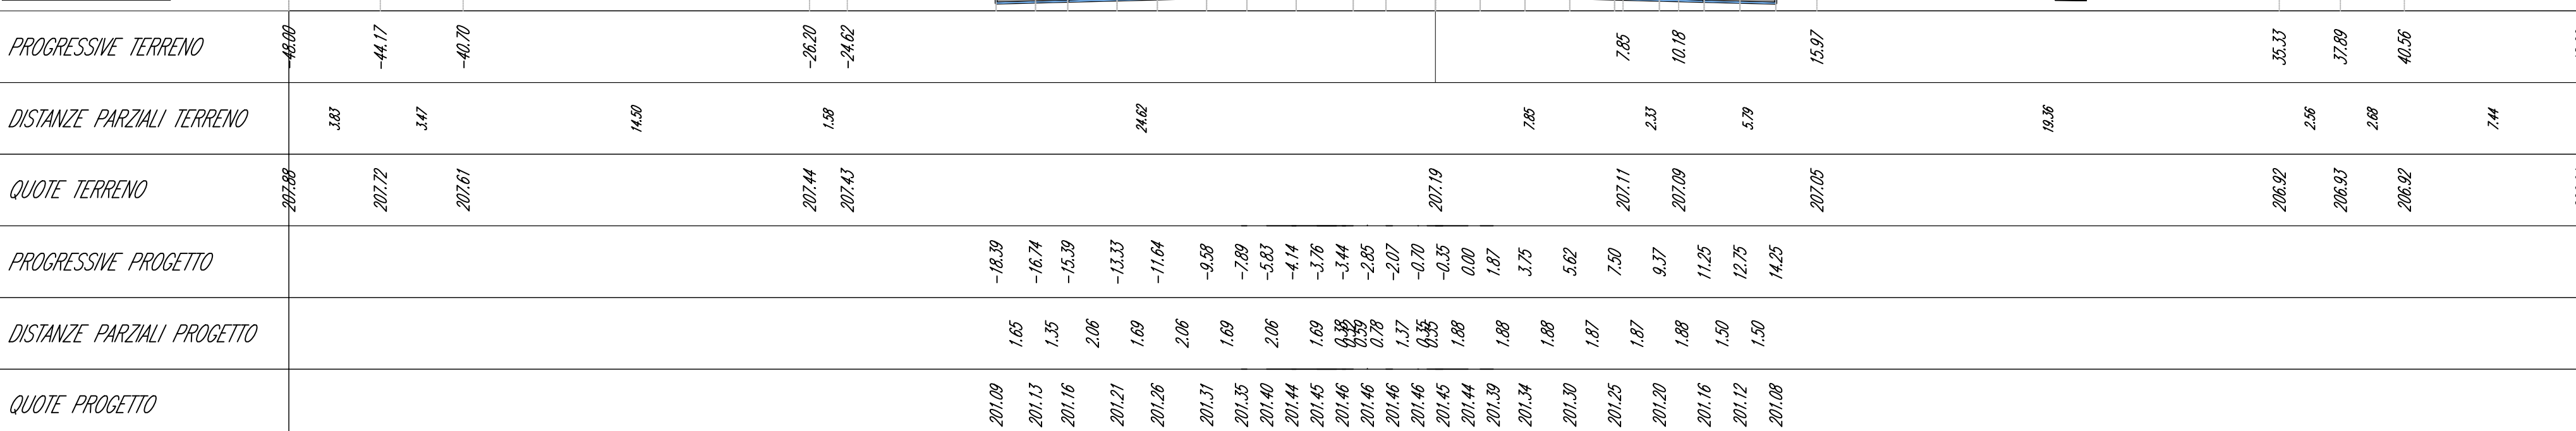 PROGRESSIVE TERRENO -48.00 -44.17 -40.70 -26.20 -24.62 7.85 10.18 15.97 35.33 37.89 40.56
DISTANZE PARZIALI TERRENO 3.83 3.47 14.50 1.58 24.62 7.85 2.33 5.79 19.36 2.56 2.68 7.44
QUOTE TERRENO 207.88 207.72 207.61 207.44 207.43 207.19 207.11 207.09 207.05 206.92 206.93 206.92
PROGRESSIVE PROGETTO -18.39 -16.74 -15.39 -13.33 -11.64 -9.58 -7.89 -5.83 -4.14 -3.76 -3.44 -2.85 -2.07 -0.70 -0.35 0.00 1.87 3.75 5.62 7.50 9.37 11.25 12.75 14.25
DISTANZE PARZIALI PROGETTO 1.65 1.35 2.06 1.69 2.06 1.69 2.06 1.69 0.38 0.59 0.78 1.37 0.35 0.35 1.88 1.88 1.88 1.87 1.87 1.88 1.50 1.50
QUOTE PROGETTO 201.09 201.13 201.16 201.21 201.26 201.31 201.35 201.40 201.44 201.45 201.46 201.46 201.46 201.46 201.45 201.44 201.39 201.34 201.30 201.25 201.20 201.16 201.12 201.08